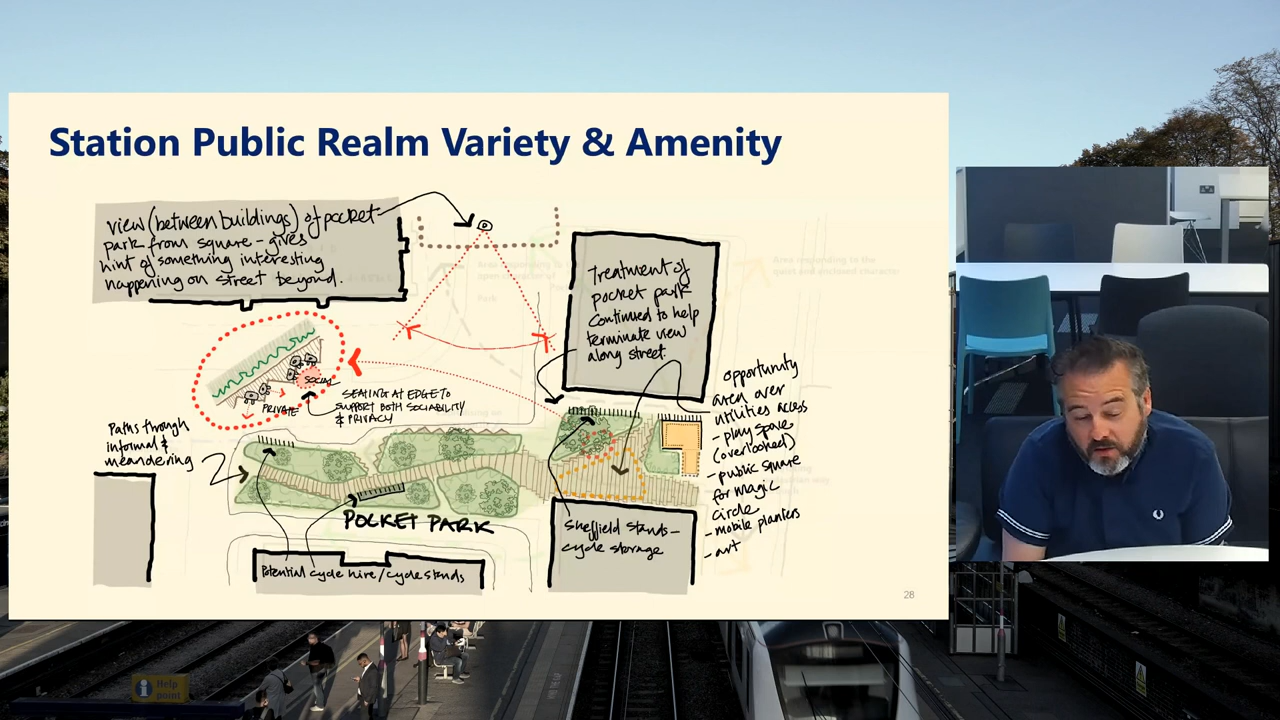 Station Public Realm Variety & Amenity
view (between buildings) of pocket
park from square - gives
hint of something interesting
happening on street beyond.
Treatment of
pocket park
continued to help
terminate view
along street.
SOCIAL
PRIVATE
SEATING AT EDGE TO
SUPPORT BOTH SOCIABILITY
& PRIVACY
Paths through
informal &
meandering
opportunity
area over
utilities access
- play space
(overlooked)
- public square
for magic
circle
- mobile planters
- art
POCKET PARK
Sheffield stands -
cycle storage
Potential cycle hire/cycle stands
28
Help
point